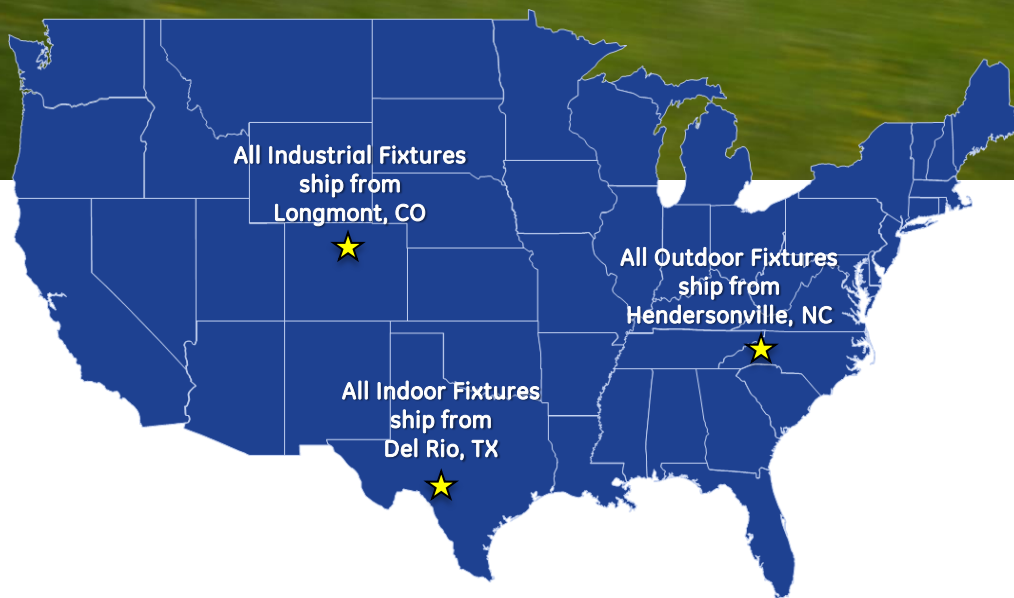 All Industrial Fixtures
ship from
Longmont, CO
All Outdoor Fixtures
ship from
Hendersonville, NC
All Indoor Fixtures
ship from
Del Rio, TX